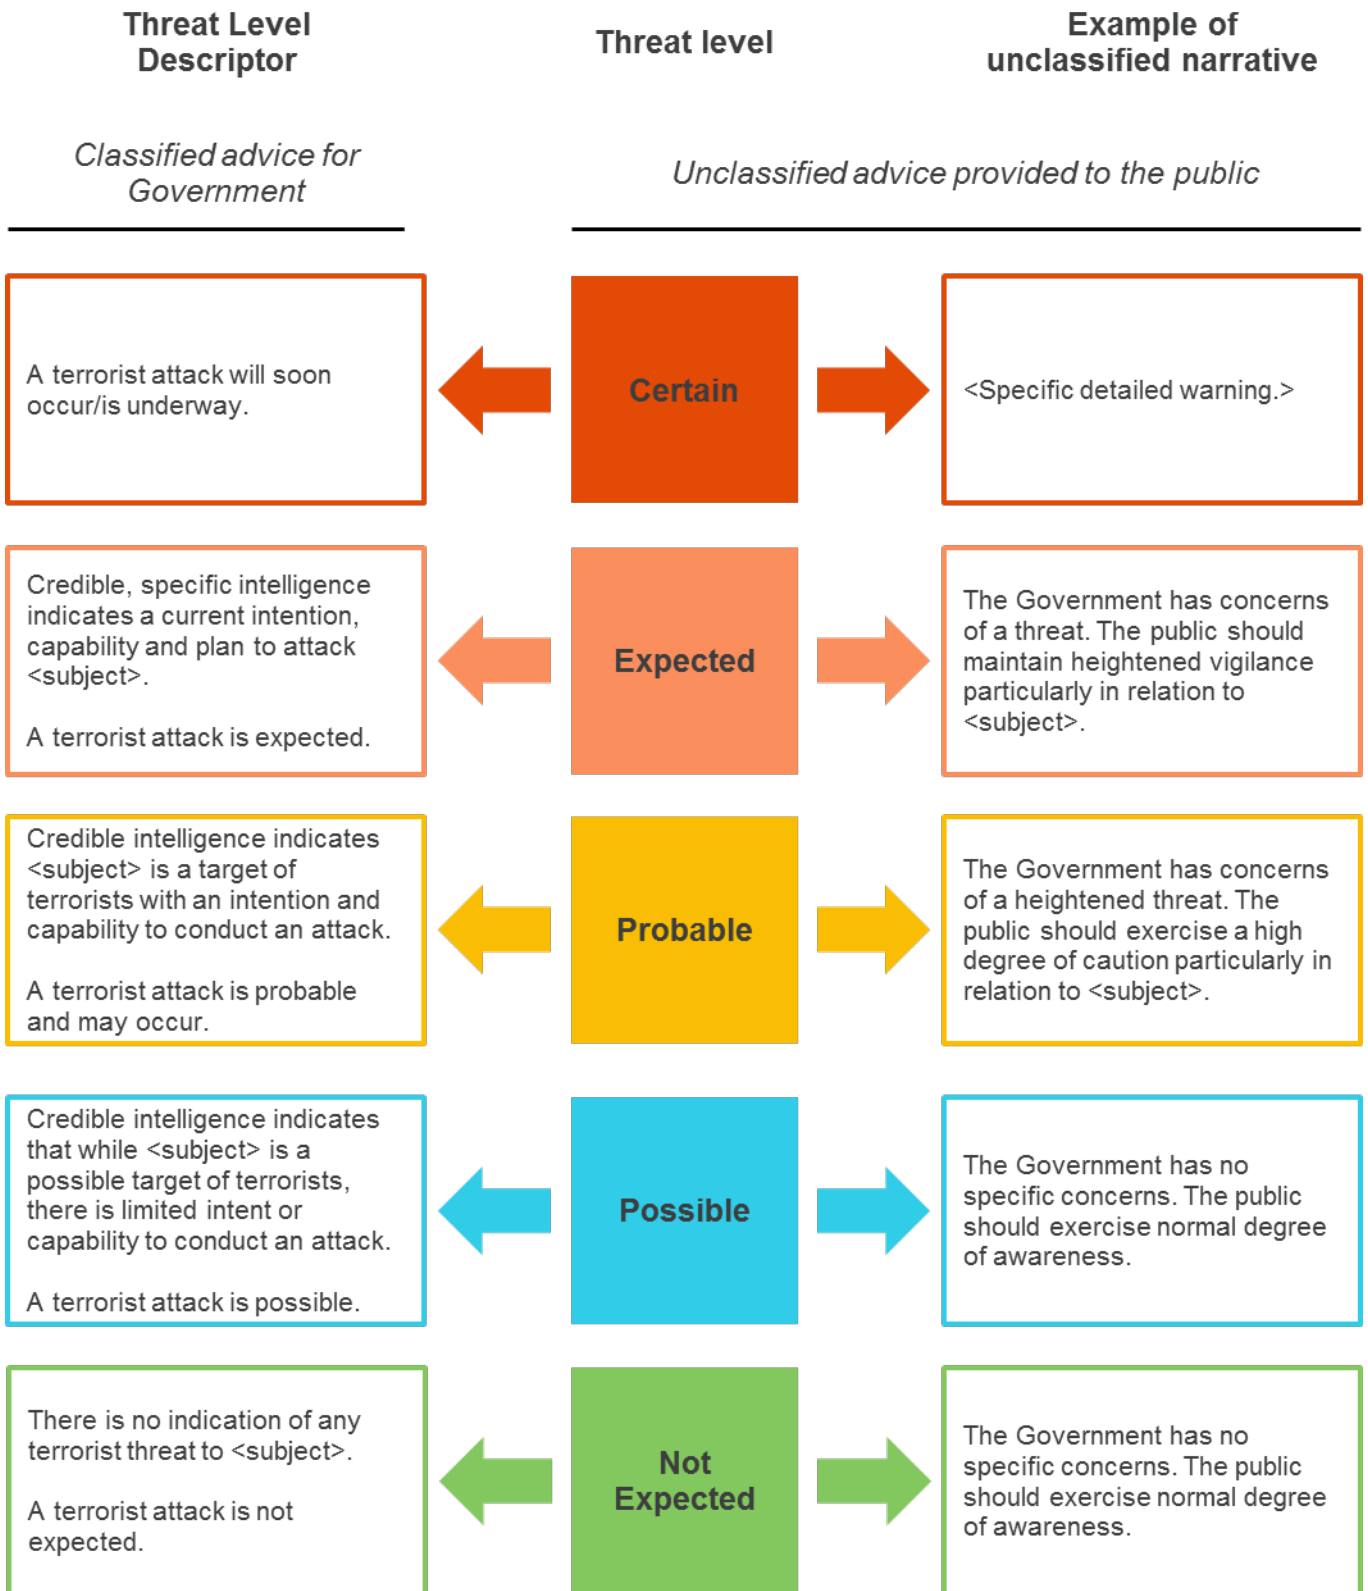 Threat Level
Descriptor
Threat level
Example of
unclassified narrative
Classified advice for
Government
Unclassified advice provided to the public
A terrorist attack will soon
occur/is underway.
Certain
<Specific detailed warning.>
Credible, specific intelligence
indicates a current intention,
capability and plan to attack
<subject>.
A terrorist attack is expected.
Expected
The Government has concerns
of a threat. The public should
maintain heightened vigilance
particularly in relation to
<subject>.
Credible intelligence indicates
<subject> is a target of
terrorists with an intention and
capability to conduct an attack.
A terrorist attack is probable
and may occur.
Probable
The Government has concerns
of a heightened threat. The
public should exercise a high
degree of caution particularly in
relation to <subject>.
Credible intelligence indicates
that while <subject> is a
possible target of terrorists,
there is limited intent or
capability to conduct an attack.
A terrorist attack is possible.
Possible
The Government has no
specific concerns. The public
should exercise normal degree
of awareness.
There is no indication of any
terrorist threat to <subject>.
A terrorist attack is not
expected.
Not
Expected
The Government has no
specific concerns. The public
should exercise normal degree
of awareness.